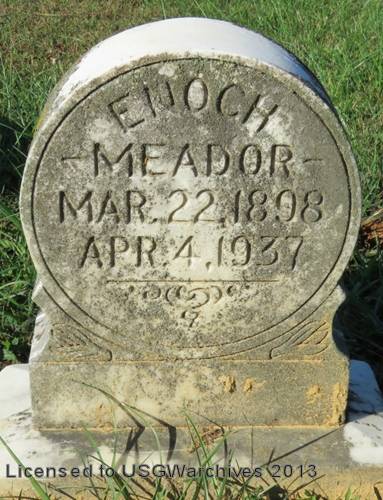 ENOCH
-MEADOR-
MAR. 22, 1898
APR. 4, 1937
Licensed to USGWarchives 2013